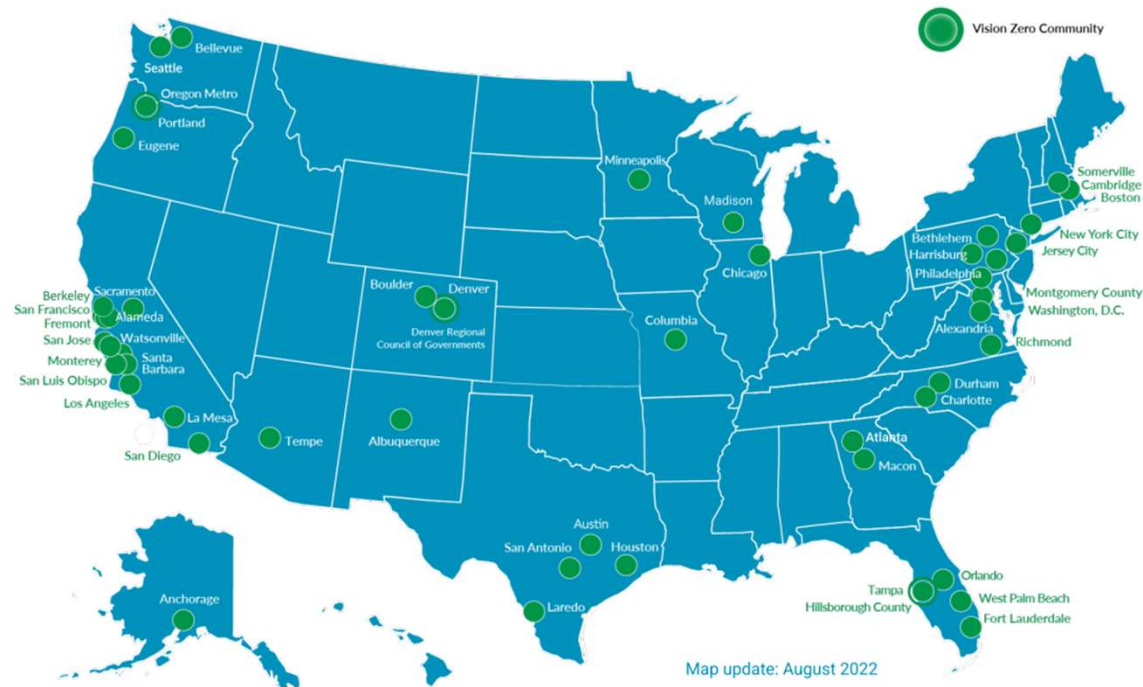 Vision Zero Community
Bellevue
Seattle
Oregon Metro
Portland
Eugene
Minneapolis
Madison
Chicago
Somerville
Cambridge
Boston
New York City
Jersey City
Bethlehem
Harrisburg
Philadelphia
Montgomery County
Washington, D.C.
Alexandria
Richmond
Boulder
Denver
Denver Regional
Council of Governments
Columbia
Berkeley
Sacramento
San Francisco
Alameda
Fremont
San Jose
Watsonville
Monterey
Santa
Barbara
San Luis Obispo
Los Angeles
La Mesa
San Diego
Tempe
Albuquerque
Durham
Charlotte
Atlanta
Macon
Austin
San Antonio
Houston
Laredo
Anchorage
Orlando
Tampa
Hillsborough County
West Palm Beach
Fort Lauderdale
Map update: August 2022